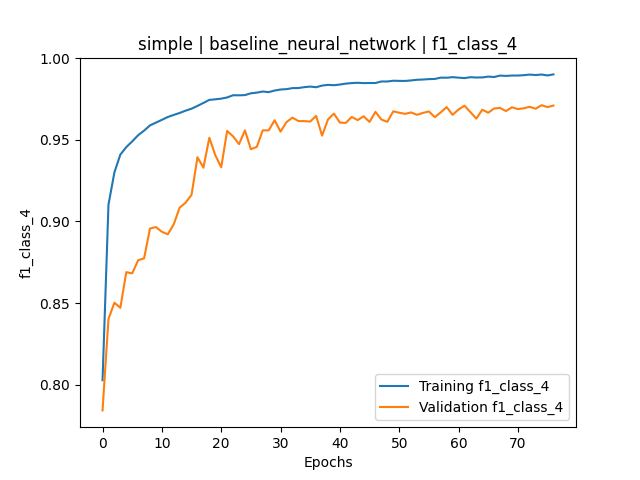 simple | baseline_neural_network | f1_class_4
1.00
0.95
0.90
0.85
0.80
f1_class_4
Training f1_class_4
Validation f1_class_4
0 10 20 30 40 50 60 70
Epochs